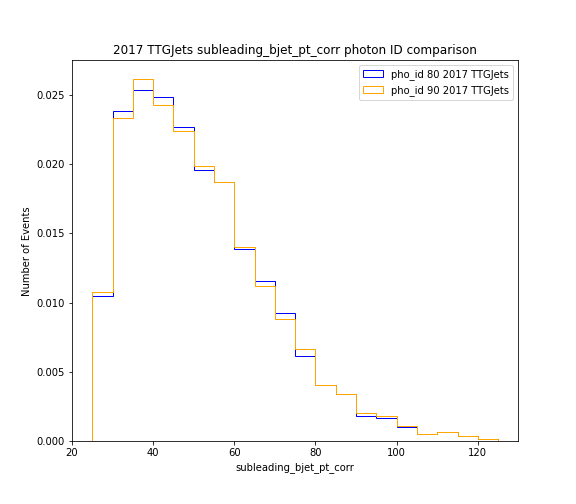 2017 TTGJets subleading_bjet_pt_corr photon ID comparison
pho_id 80 2017 TTGJets
pho_id 90 2017 TTGJets
Number of Events
0.025
0.020
0.015
0.010
0.005
0.000
20
40
60
80
100
120
subleading_bjet_pt_corr